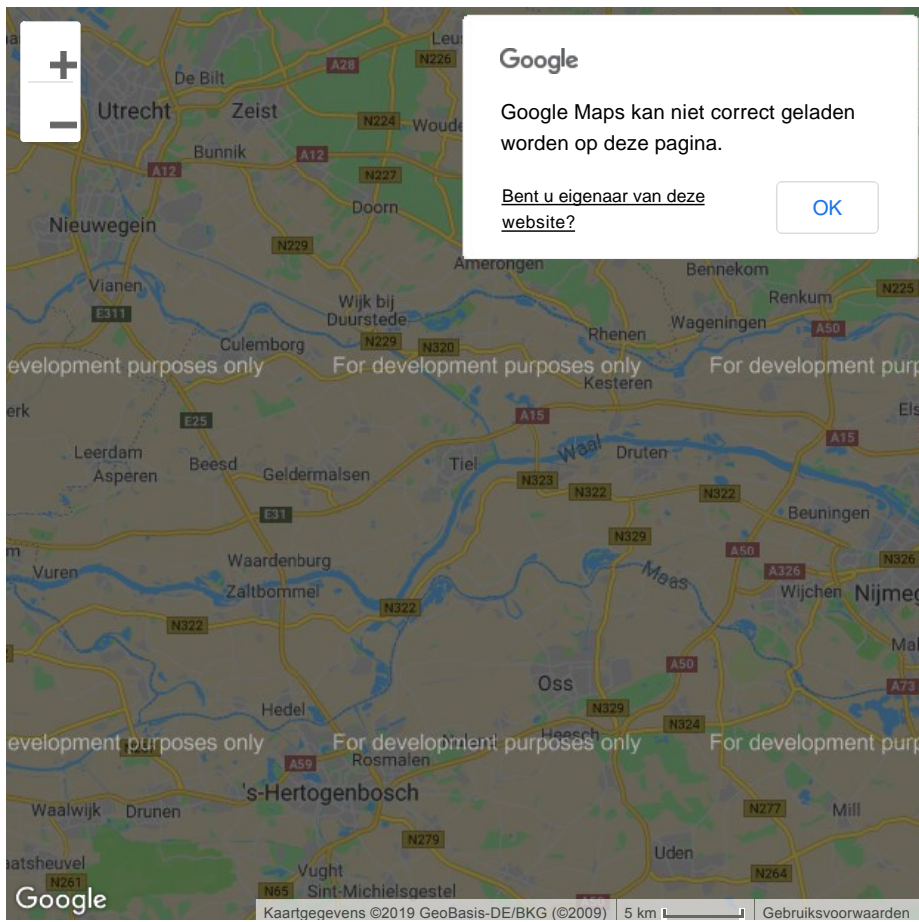 +
−
Google
Google Maps kan niet correct geladen
worden op deze pagina.
Bent u eigenaar van deze
website?
OK
A28
N226
De Bilt
Utrecht
Zeist
N224
Bunnik
A12
A12
N227
Doorn
Nieuwegein
N229
Amerongen
Bennekom
Vianen
N225
Wijk bij
Duurstede
Renkum
E311
Wageningen
A50
Rhenen
Culemborg
N229
N320
evelopment purposes only
For development purposes only
For development purp
Kesteren
erk
E25
A15
Els
A15
Waal
Leerdam
Beesd
Tiel
Druten
Asperen
Geldermalsen
N323
N322
N322
E31
Beuningen
N329
m
A50
N326
Waardenburg
Vuren
Maas
A326
Zaltbommel
Wijchen
Nijmeg
N322
N322
Mal
A50
Oss
A73
Hedel
N329
N324
Heesch
evelopment purposes only
For development purposes only
For development purp
Nuland
A59
Rosmalen
's-Hertogenbosch
Waalwijk
Drunen
N277
Mill
N279
Uden
aatsheuvel
Vught
N264
N261
N65
Sint-Michielsgestel
Google
Kaartgegevens ©2019 GeoBasis-DE/BKG (©2009)
5 km
Gebruiksvoorwaarden